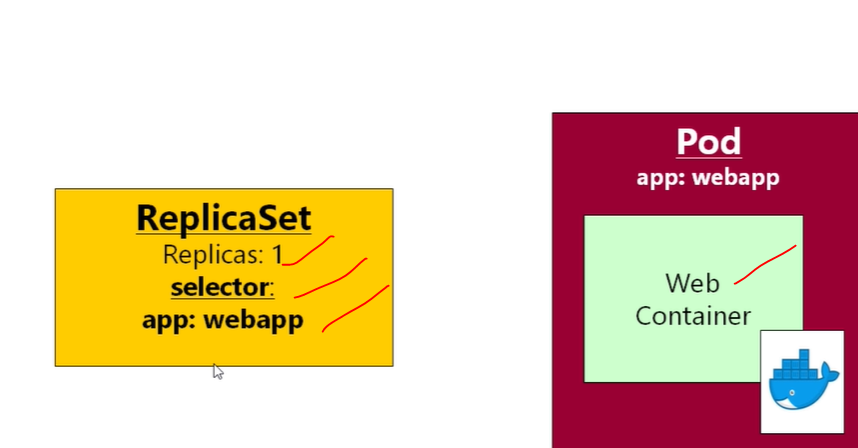 ReplicaSet
Replicas: 1
selector:
app: webapp
Pod
app: webapp
Web
Container